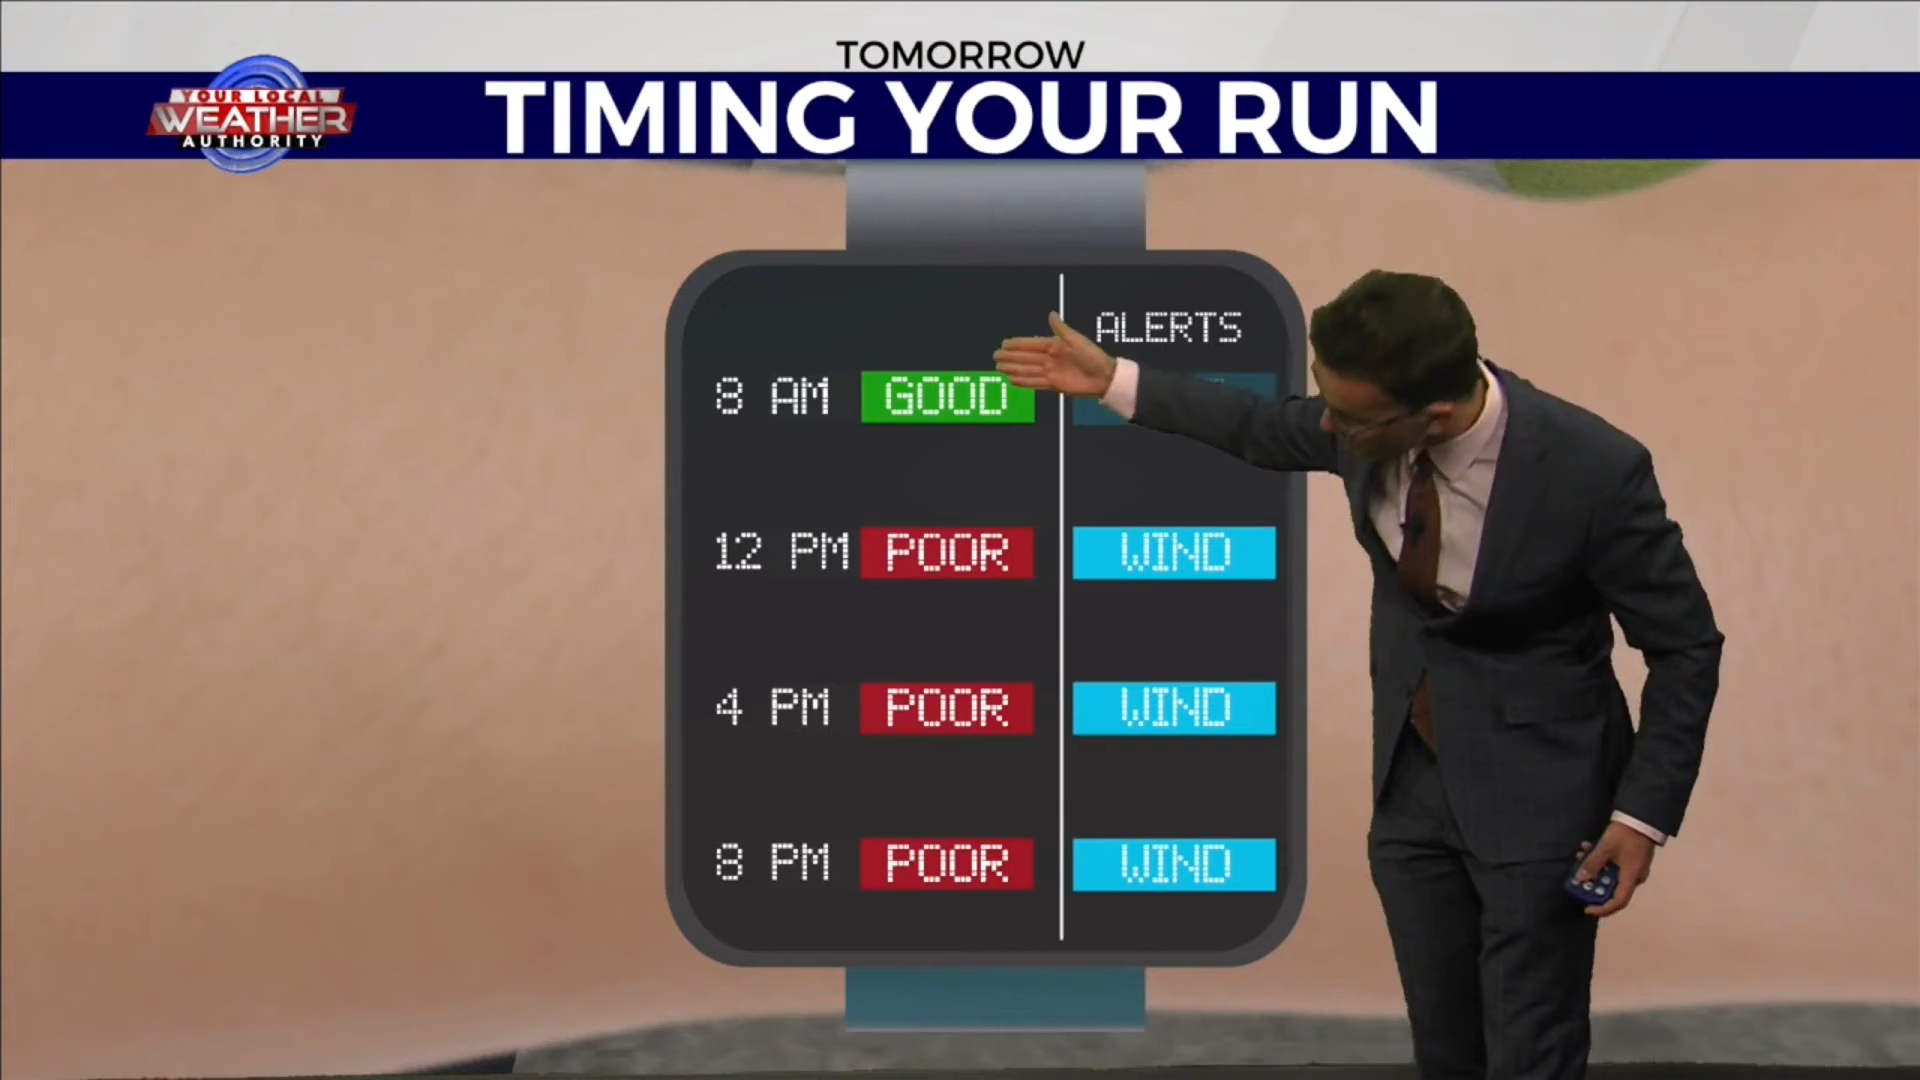 TOMORROW
TIMING YOUR RUN
YOUR LOCAL
WEATHER
AUTHORITY
ALERTS
8 AM GOOD
12 PM POOR WIND
4 PM POOR WIND
8 PM POOR WIND